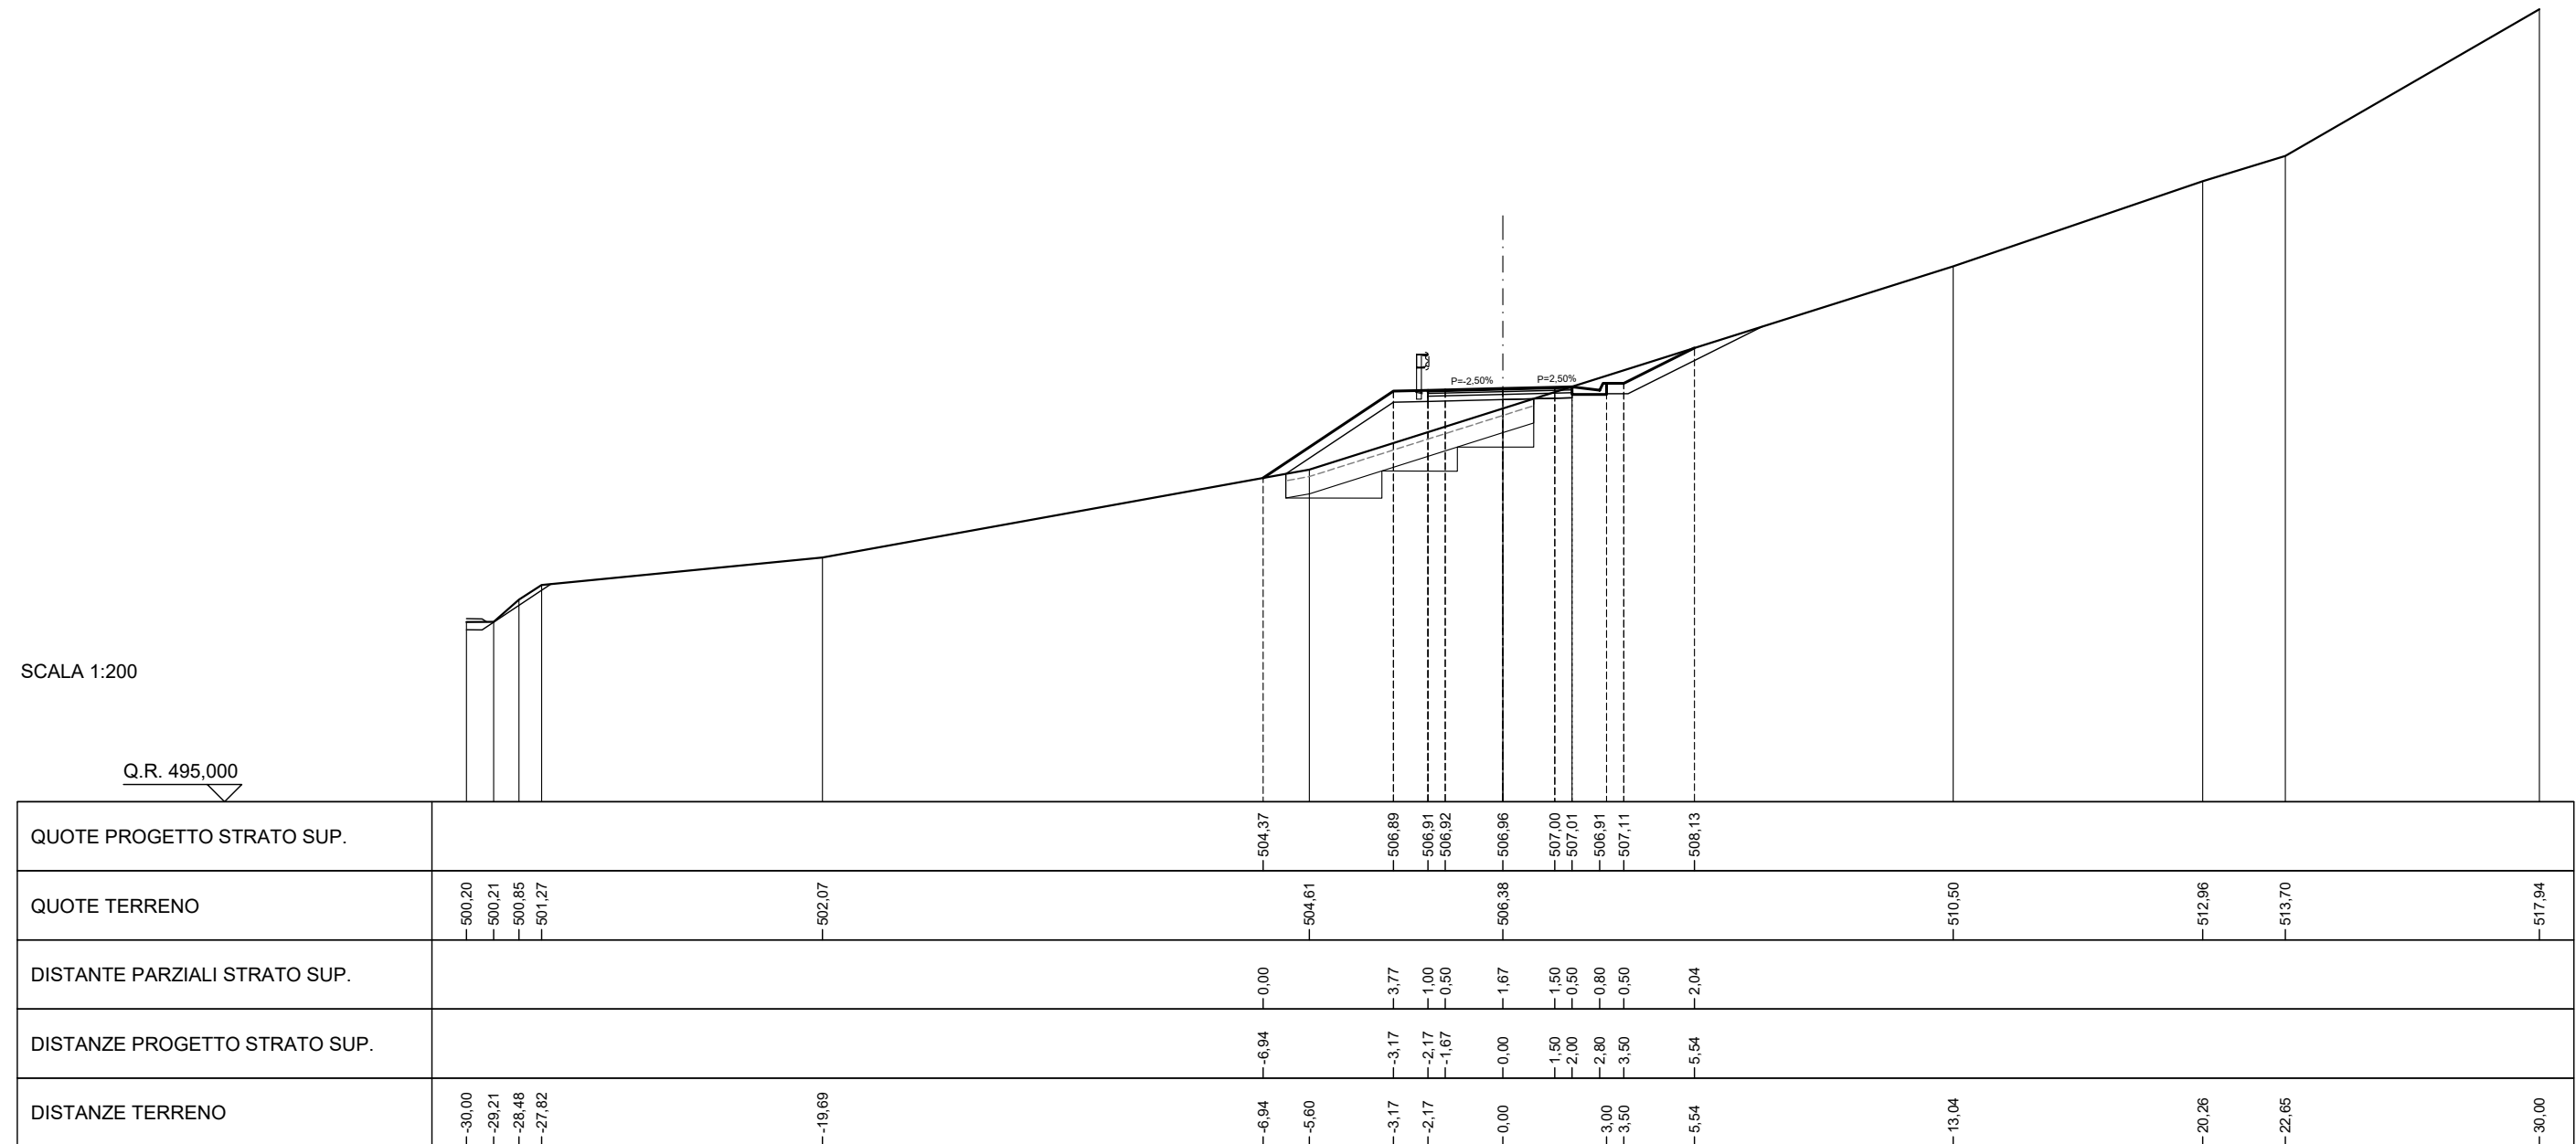 P=-2,50%
P=2,50%
SCALA 1:200
Q.R. 495,000
QUOTE PROGETTO STRATO SUP.
504,37 506,89 506,91 506,92 506,96 507,00 507,01 506,91 507,11 508,13
QUOTE TERRENO
500,20 500,21 500,85 501,27 502,07 504,61 506,38 510,50 512,96 513,70 517,94
DISTANTE PARZIALI STRATO SUP.
0,00 3,77 1,00 0,50 1,67 1,50 0,50 0,80 0,50 2,04
DISTANZE PROGETTO STRATO SUP.
-6,94 -3,17 -2,17 -1,67 0,00 1,50 2,00 2,80 3,50 5,54
DISTANZE TERRENO
-30,00 -29,21 -28,48 -27,82 -19,69 -6,94 -5,60 -3,17 -2,17 0,00 3,00 3,50 5,54 13,04 20,26 22,65 30,00